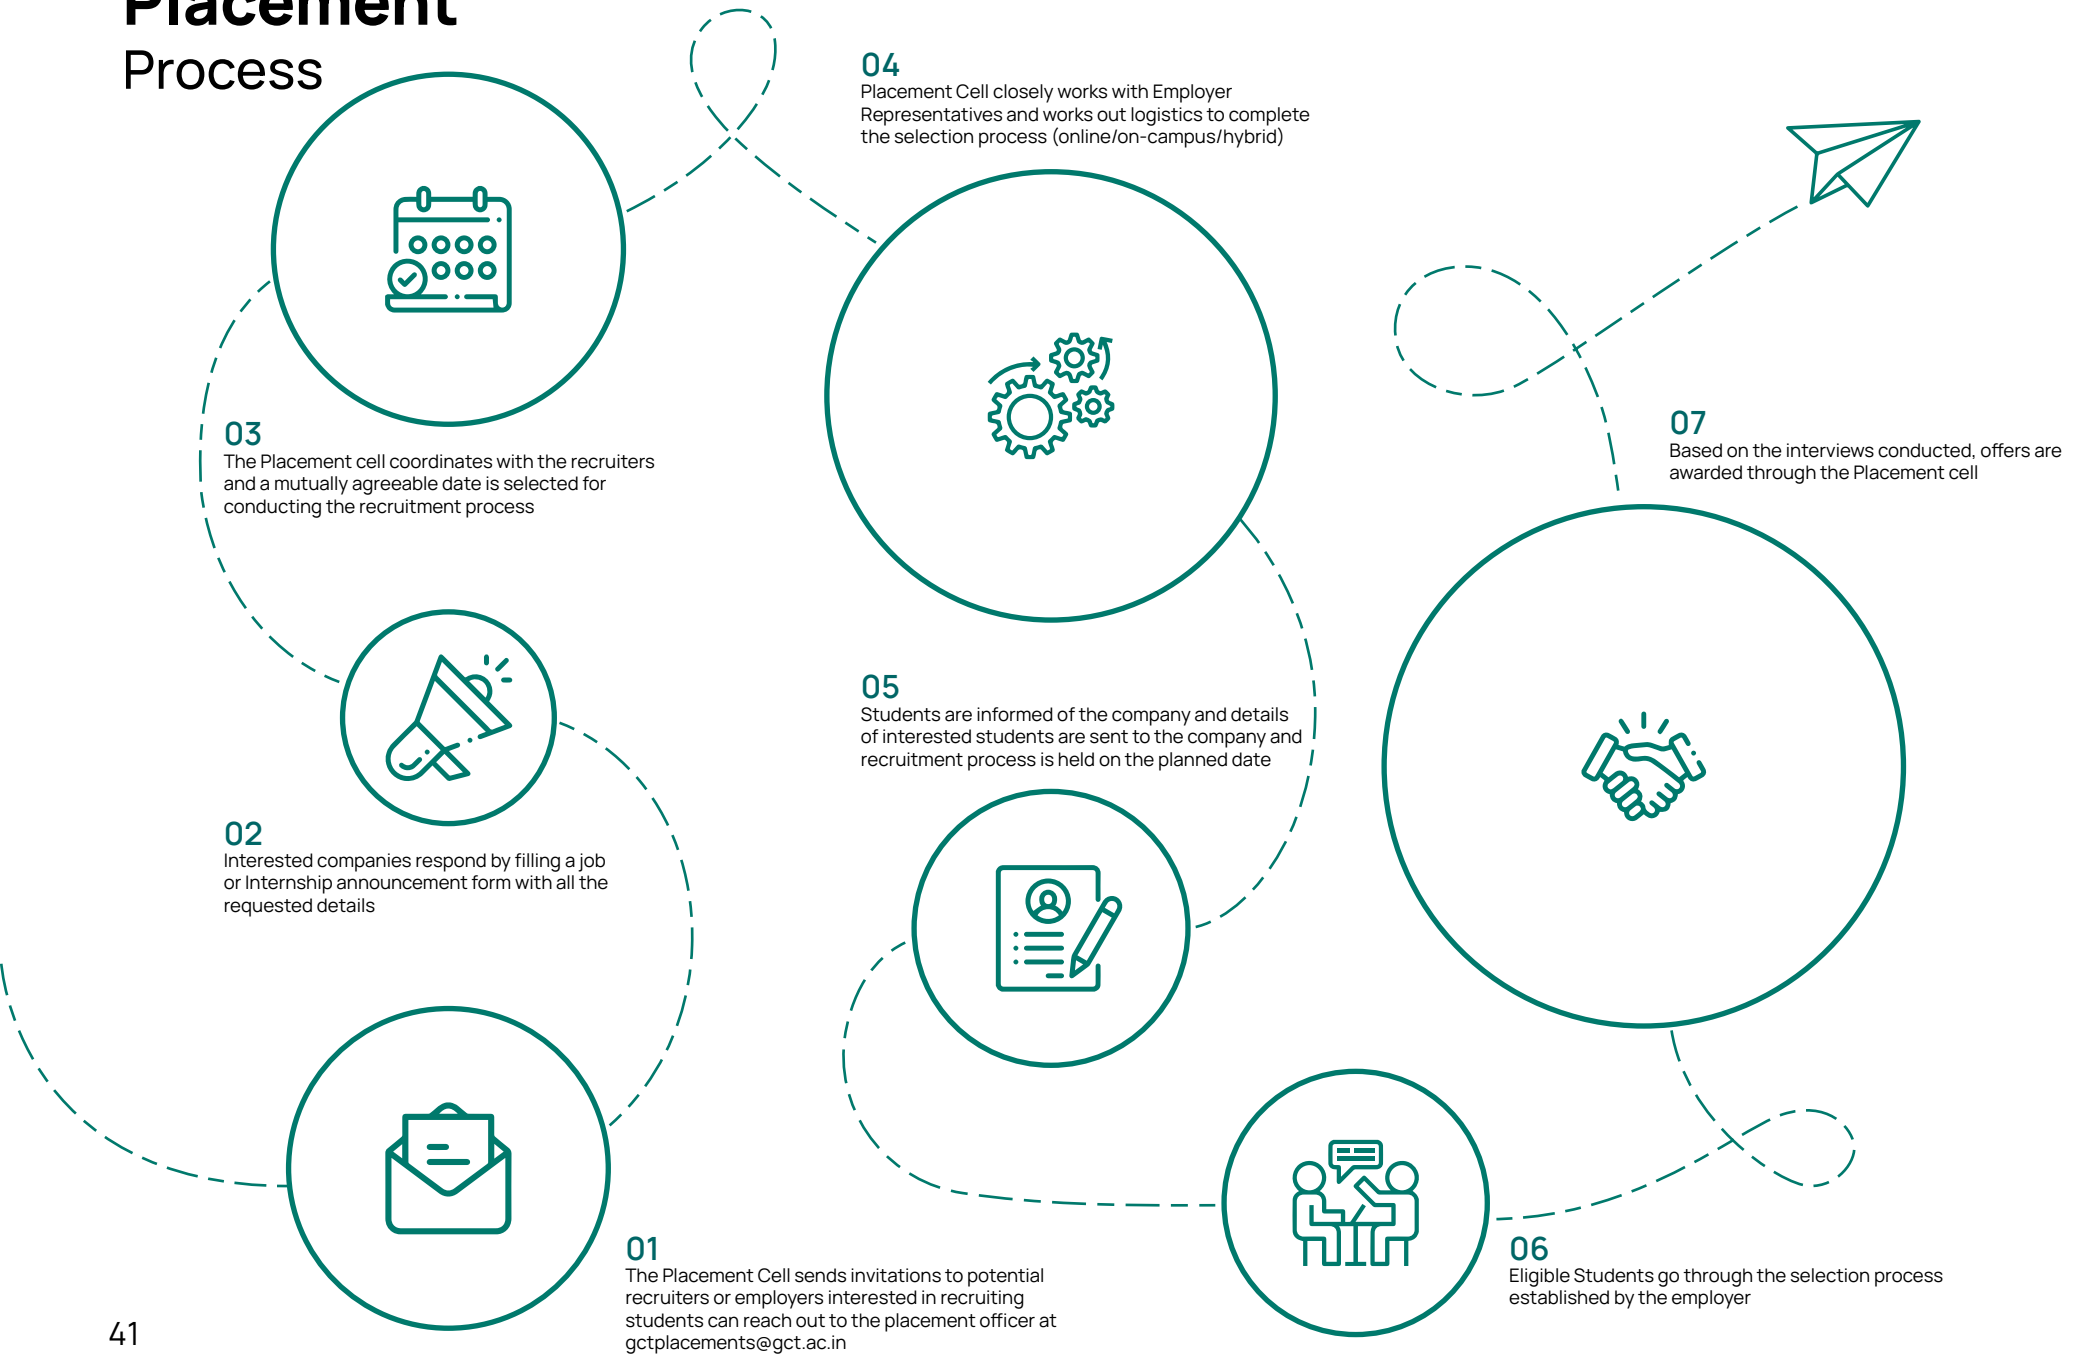 Placement
Process
04
Placement Cell closely works with Employer
Representatives and works out logistics to complete
the selection process (online/on-campus/hybrid)
03
The Placement cell coordinates with the recruiters
and a mutually agreeable date is selected for
conducting the recruitment process
07
Based on the interviews conducted, offers are
awarded through the Placement cell
05
Students are informed of the company and details
of interested students are sent to the company and
recruitment process is held on the planned date
02
Interested companies respond by filling a job
or Internship announcement form with all the
requested details
01
The Placement Cell sends invitations to potential
recruiters or employers interested in recruiting
students can reach out to the placement officer at
gctplacements@gct.ac.in
06
Eligible Students go through the selection process
established by the employer
41